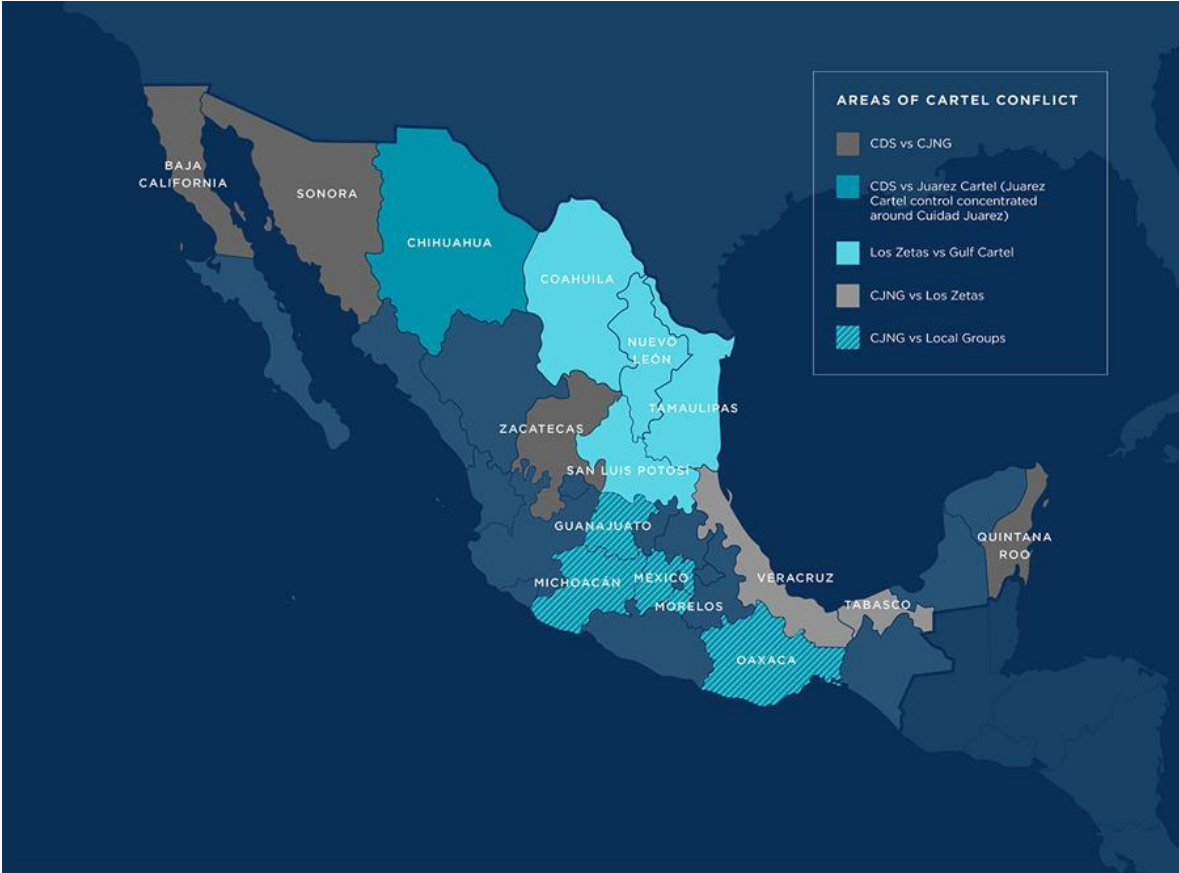 AREAS OF CARTEL CONFLICT
CDS vs CJNG
CDS vs Juarez Cartel (Juarez
Cartel control concentrated
around Cuidad Juarez)
Los Zetas vs Gulf Cartel
CJNG vs Los Zetas
CJNG vs Local Groups
BAJA
CALIFORNIA
SONORA
CHIHUAHUA
COAHUILA
NUEVO
LEÓN
TAMAULIPAS
ZACATECAS
SAN LUIS POTOSÍ
GUANAJUATO
MICHOACÁN
MÉXICO
MORELOS
VERACRUZ
TABASCO
OAXACA
QUINTANA
ROO